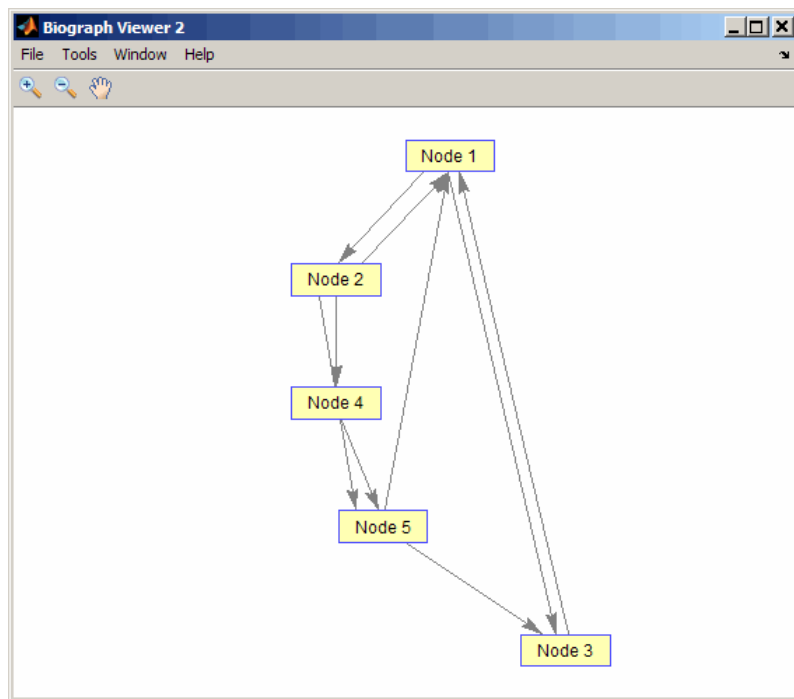 Biograph Viewer 2
File Tools Window Help
Node 1
Node 2
Node 4
Node 5
Node 3